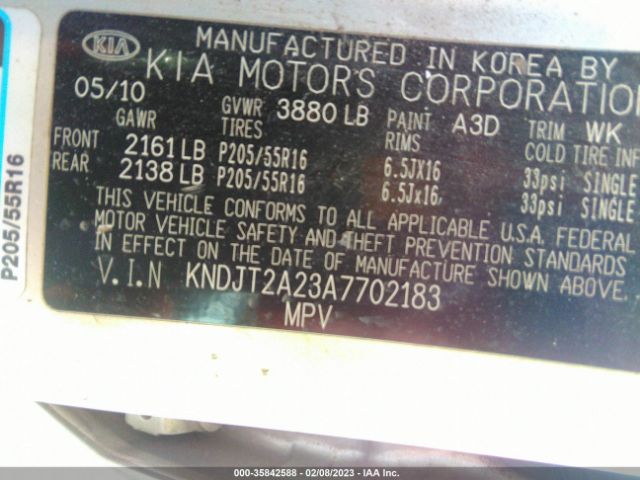 KIA
MANUFACTURED IN KOREA BY
KIA MOTORS CORPORATION
05/10 GVWR 3880 LB PAINT A3D TRIM WK
GAWR TIRES RIMS COLD TIRE INF
FRONT 2161 LB P205/55R16 6.5JX16 33psi SINGLE
REAR 2138 LB P205/55R16 6.5Jx16 33psi SINGLE
THIS VEHICLE CONFORMS TO ALL APPLICABLE U.S.A. FEDERAL
MOTOR VEHICLE SAFETY AND THEFT PREVENTION STANDARDS
IN EFFECT ON THE DATE OF MANUFACTURE SHOWN ABOVE.
V.I.N KNDJT2A23A7702183
MPV
P205/55R16
000-35842588 - 02/08/2023 - IAA Inc.